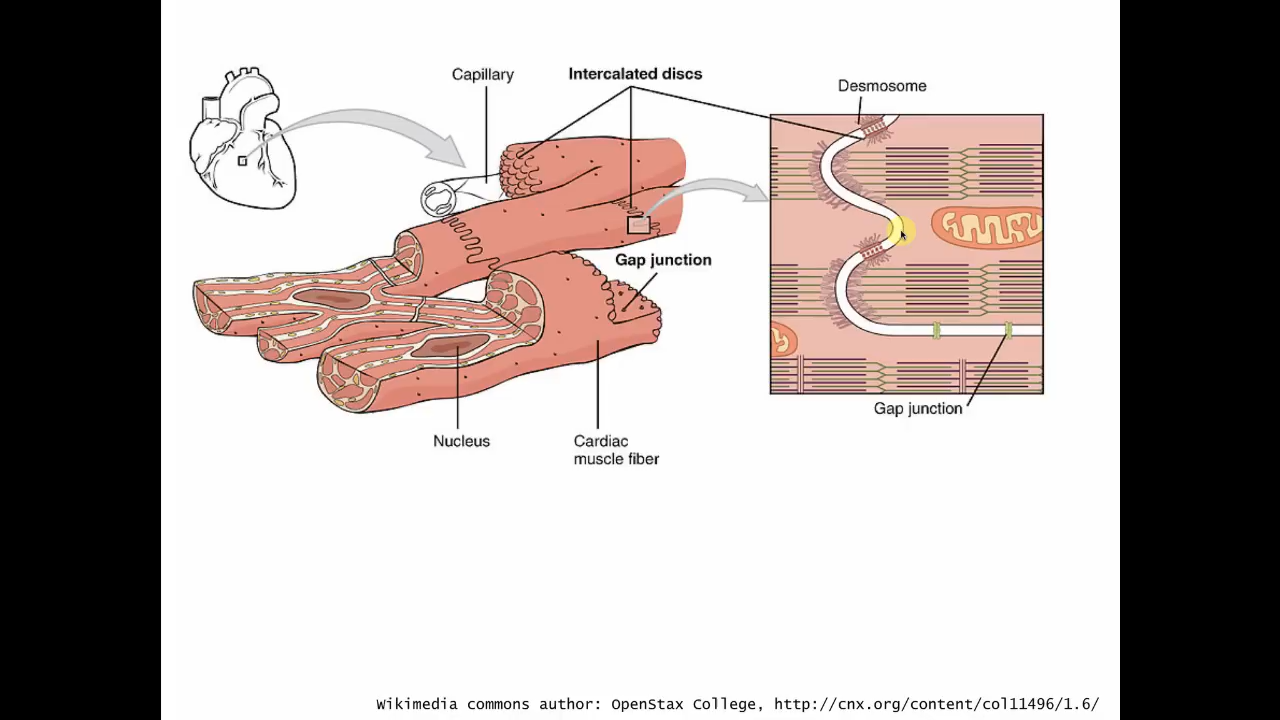 Capillary
Intercalated discs
Desmosome
Gap junction
Gap junction
Nucleus
Cardiac
muscle fiber
Wikimedia commons author: OpenStax College, http://cnx.org/content/col11496/1.6/